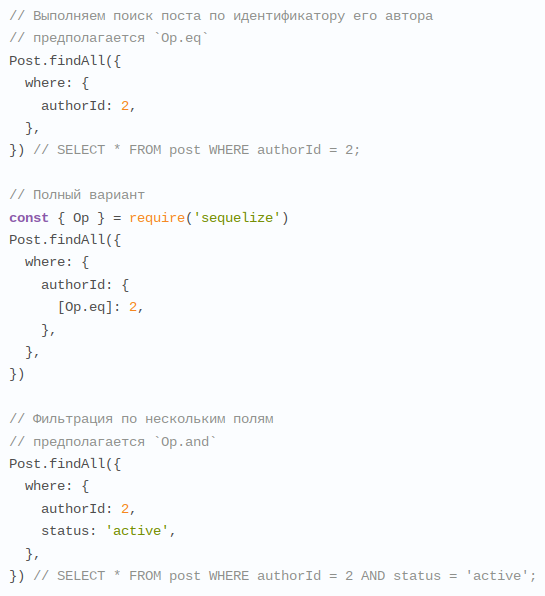 // Выполняем поиск поста по идентификатору его автора
// предполагается `Op.eq`
Post.findAll({
  where: {
    authorId: 2,
  },
}) // SELECT * FROM post WHERE authorId = 2;

// Полный вариант
const { Op } = require('sequelize')
Post.findAll({
  where: {
    authorId: {
      [Op.eq]: 2,
    },
  },
})

// Фильтрация по нескольким полям
// предполагается `Op.and`
Post.findAll({
  where: {
    authorId: 2,
    status: 'active',
  },
}) // SELECT * FROM post WHERE authorId = 2 AND status = 'active';